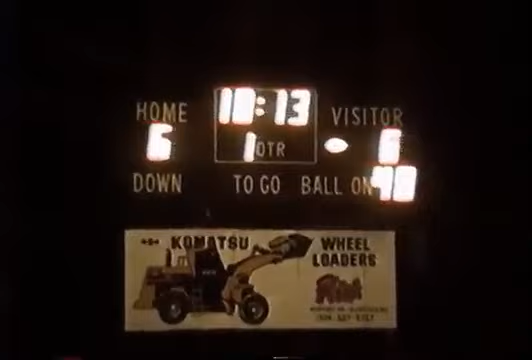 10:13
HOME VISITOR
6 1 QTR 6
DOWN TO GO BALL ON 40
KOMATSU WHEEL
LOADERS